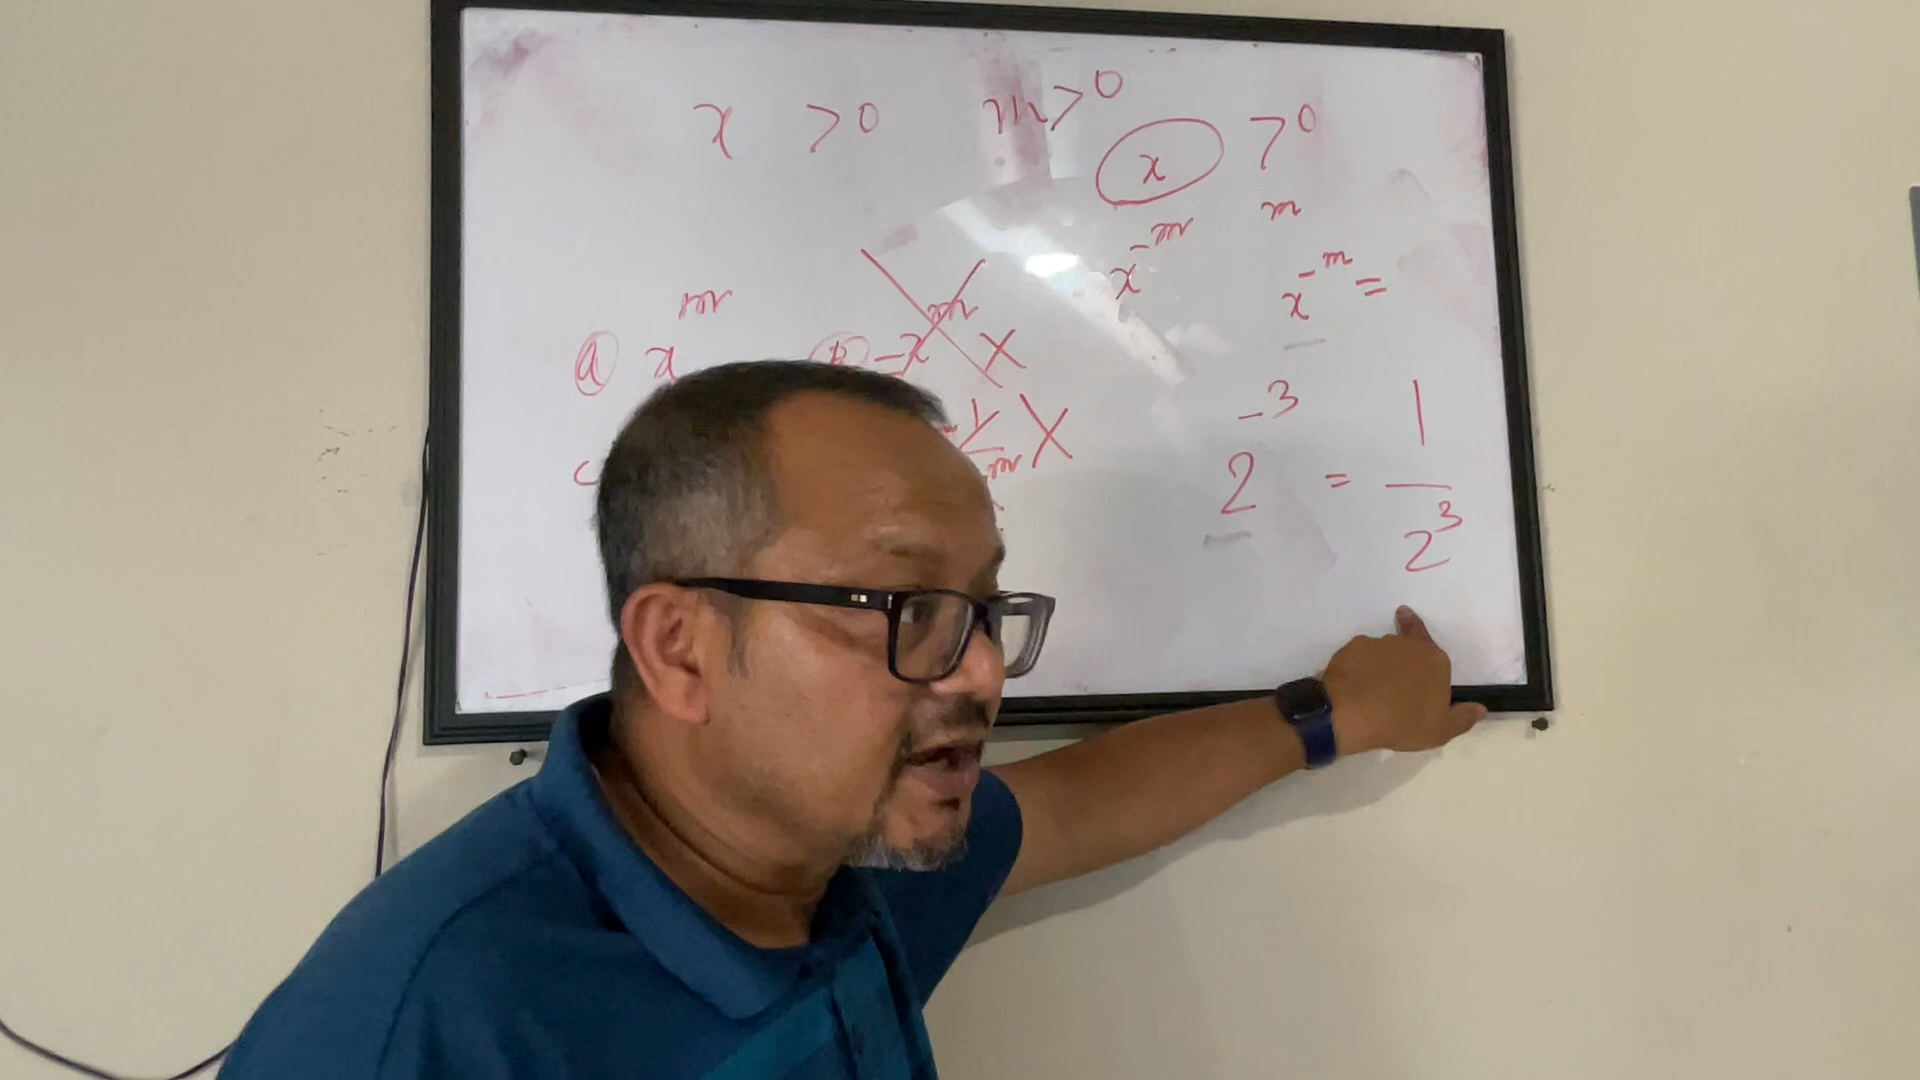 x > 0 m > 0
x > 0
m
x^-m
x^-m =
a x^m b -x^m X
2^-3 = 1/2^3
c